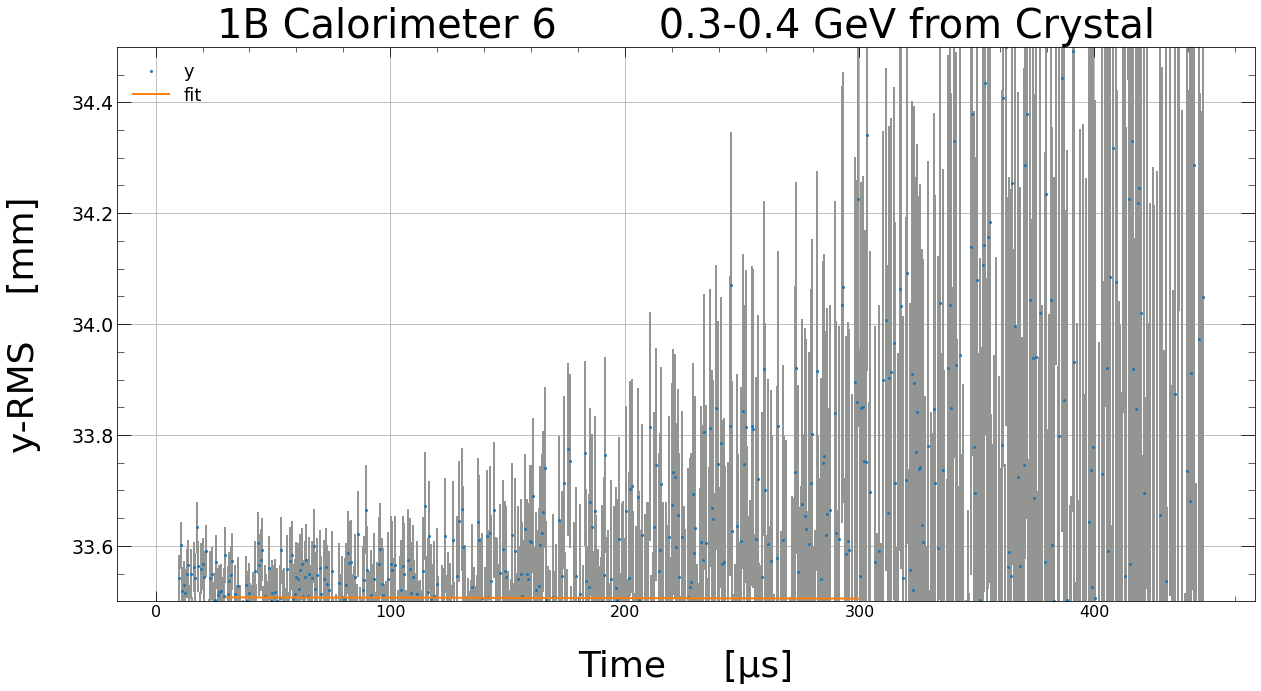 1B Calorimeter 6 0.3-0.4 GeV from Crystal
y
fit
34.4
34.2
34.0
33.8
33.6
y-RMS [mm]
0 100 200 300 400
Time [µs]